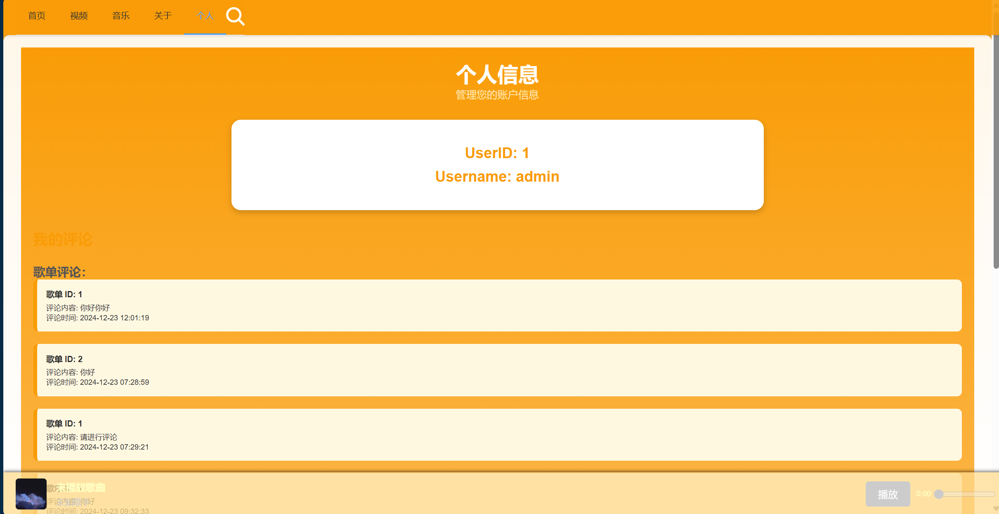 首页 视频 音乐 关于 个人
个人信息
管理您的账户信息
UserID: 1
Username: admin
我的评论
歌单评论：
歌单 ID: 1
评论内容: 你好你好
评论时间: 2024-12-23 12:01:19
歌单 ID: 2
评论内容: 你好
评论时间: 2024-12-23 07:28:59
歌单 ID: 1
评论内容: 请进行评论
评论时间: 2024-12-23 07:29:21
未播放歌曲
未知歌手
评论内容: 你好
评论时间: 2024-12-23 09:32:33
播放 0:00